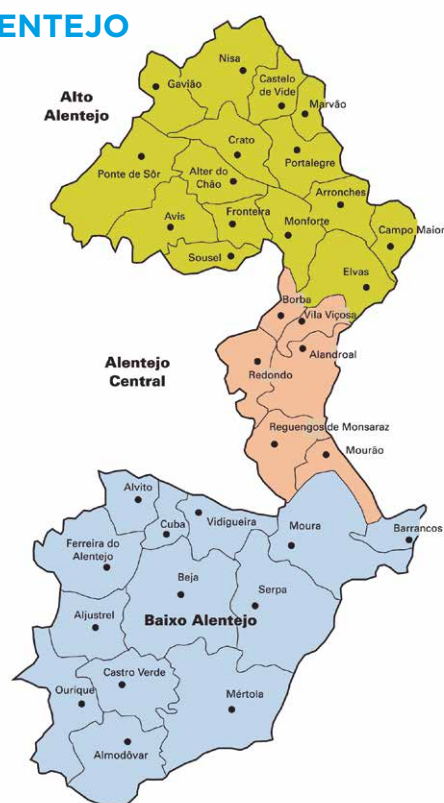 ENTEJO
Nisa
Alto
Alentejo
Gavião
Castelo
de Vide
Marvão
Crato
Portalegre
Ponte de Sôr
Alter do
Chão
Arronches
Avis
Fronteira
Monforte
Campo Maior
Sousel
Elvas
Borba
Vila Viçosa
Alentejo
Central
Alandroal
Redondo
Reguengos de Monsaraz
Mourão
Alvito
Cuba
Vidigueira
Moura
Barrancos
Ferreira do
Alentejo
Beja
Serpa
Aljustrel
Baixo Alentejo
Castro Verde
Ourique
Mértola
Almodôvar